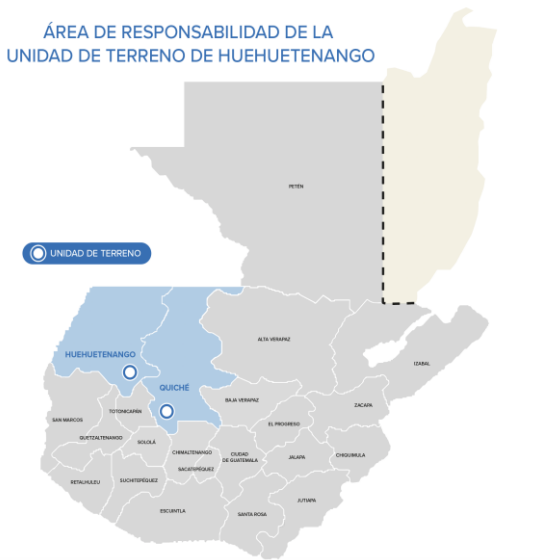 ÁREA DE RESPONSABILIDAD DE LA
UNIDAD DE TERRENO DE HUEHUETENANGO
PETÉN
UNIDAD DE TERRENO
ALTA VERAPAZ
HUEHUETENANGO
IZABAL
QUICHÉ
BAJA VERAPAZ
ZACAPA
TOTONICAPÁN
SAN MARCOS
EL PROGRESO
QUETZALTENANGO
SOLOLÁ
CHIMALTENANGO
CIUDAD
DE GUATEMALA
JALAPA
CHIQUIMULA
SACATEPÉQUEZ
RETALHULEU
SUCHITEPÉQUEZ
JUTIAPA
ESCUINTLA
SANTA ROSA